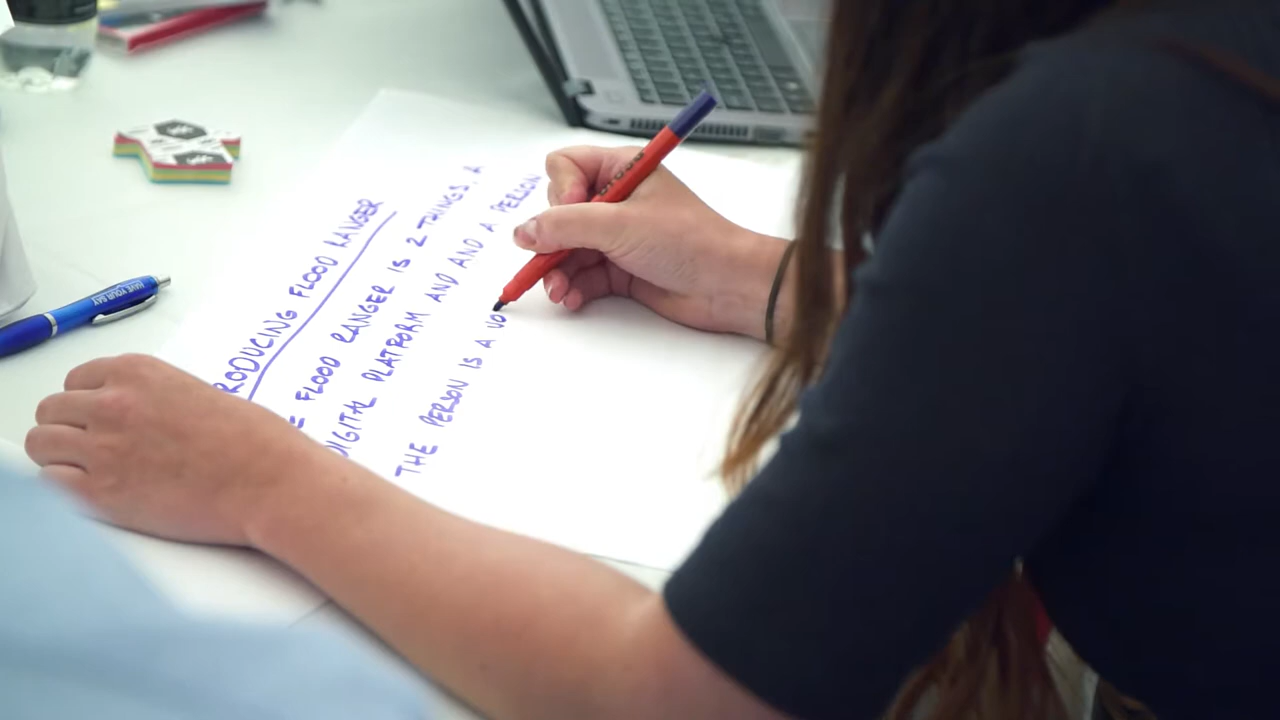 RODUCING FLOOD RANGER
E FLOOD RANGER IS 2 THINGS. A
DIGITAL PLATFORM AND AND A PERSON
THE PERSON IS A VO
HAVE YOUR SAY